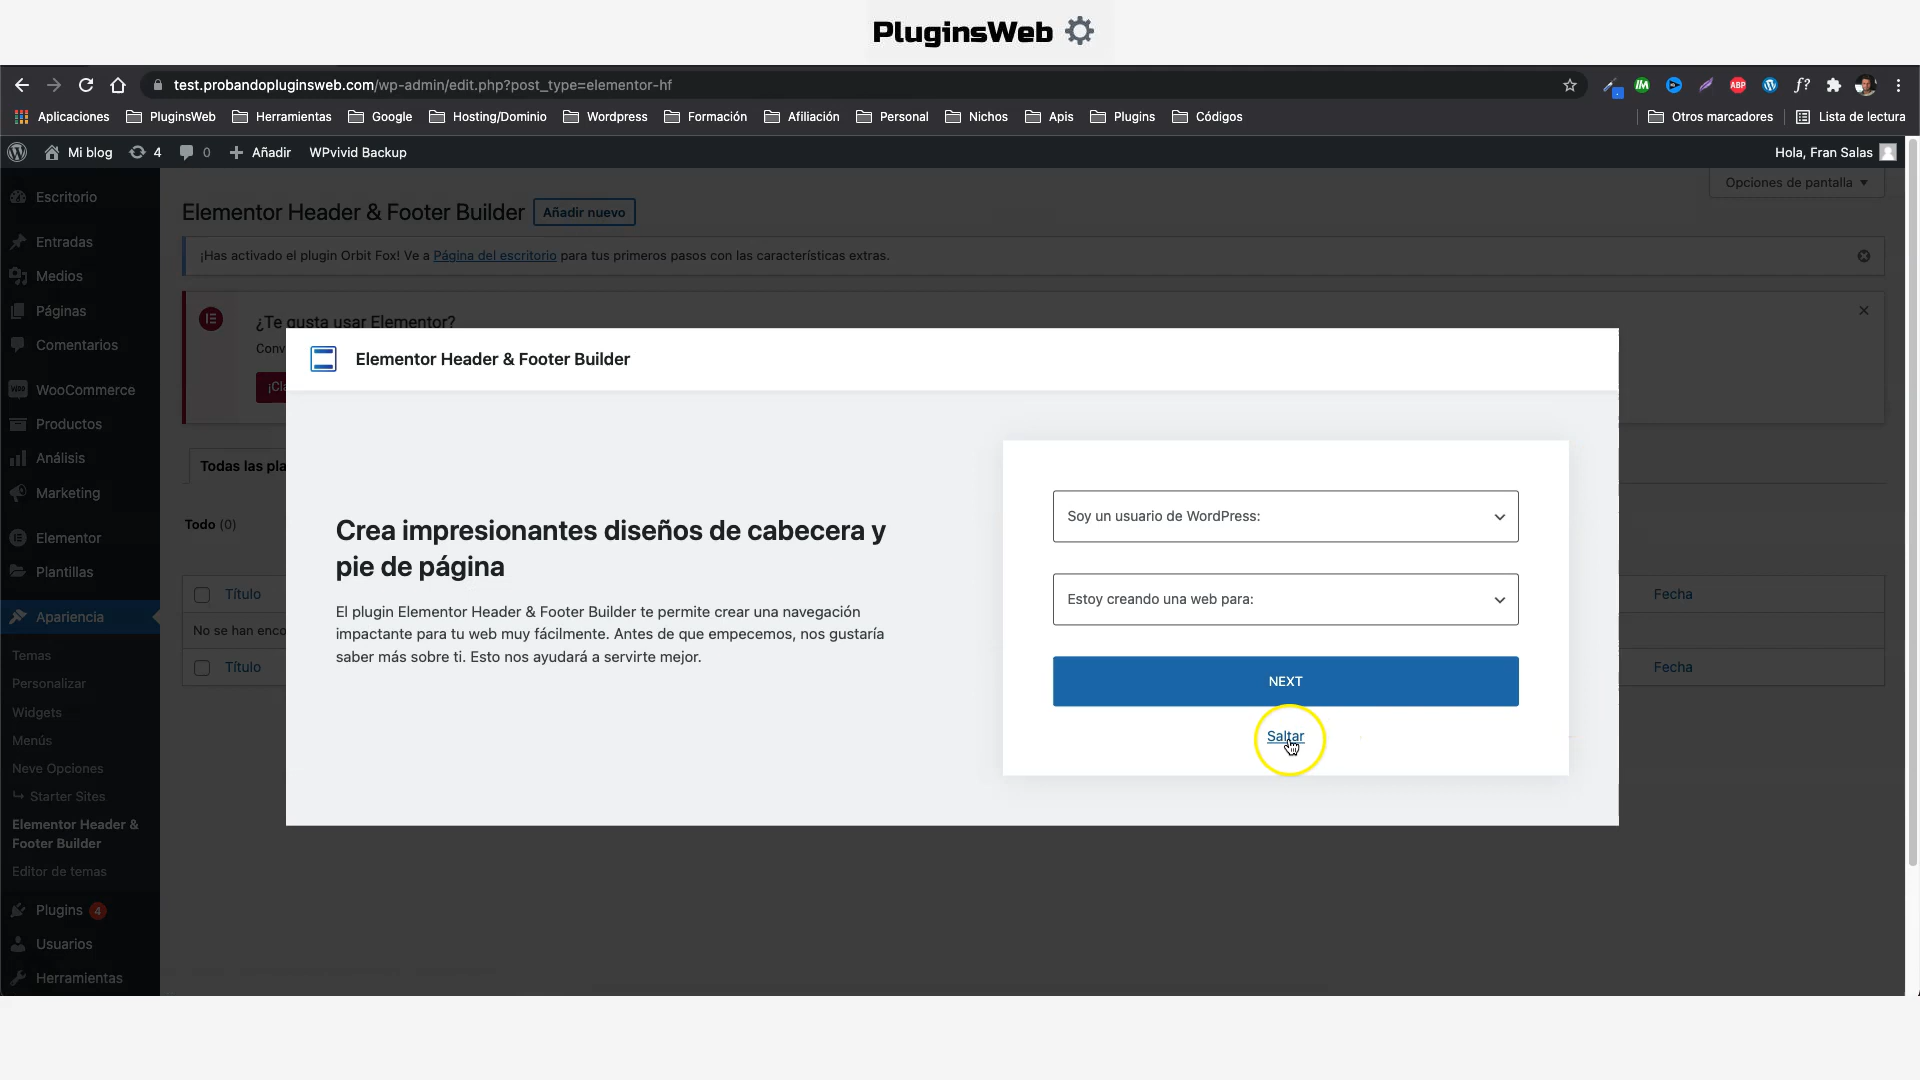 PluginsWeb
test.probandopluginsweb.com/wp-admin/edit.php?post_type=elementor-hf
Aplicaciones PluginsWeb Herramientas Google Hosting/Dominio Wordpress Formación Afiliación Personal Nichos Apis Plugins Códigos Otros marcadores Lista de lectura
Mi blog 4 0 Añadir WPvivid Backup Hola, Fran Salas
Opciones de pantalla
Escritorio
Entradas
Medios
Páginas
Comentarios
WooCommerce
Productos
Análisis
Marketing
Elementor
Plantillas
Apariencia
Temas
Personalizar
Widgets
Menús
Neve Opciones
Starter Sites
Elementor Header &
Footer Builder
Editor de temas
Plugins 4
Usuarios
Herramientas
Elementor Header & Footer Builder Añadir nuevo
¡Has activado el plugin Orbit Fox! Ve a Página del escritorio para tus primeros pasos con las características extras.
¿Te gusta usar Elementor?
Conv
¡Cla
Todas las pla
Todo (0)
Título Fecha
No se han enco
Título Fecha
Elementor Header & Footer Builder
Crea impresionantes diseños de cabecera y
pie de página
El plugin Elementor Header & Footer Builder te permite crear una navegación
impactante para tu web muy fácilmente. Antes de que empecemos, nos gustaría
saber más sobre ti. Esto nos ayudará a servirte mejor.
Soy un usuario de WordPress:
Estoy creando una web para:
NEXT
Saltar